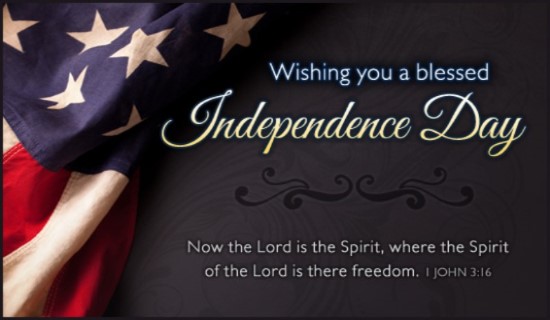 Wishing you a blessed
Independence Day
Now the Lord is the Spirit, where the Spirit
of the Lord is there freedom. 1 JOHN 3:16